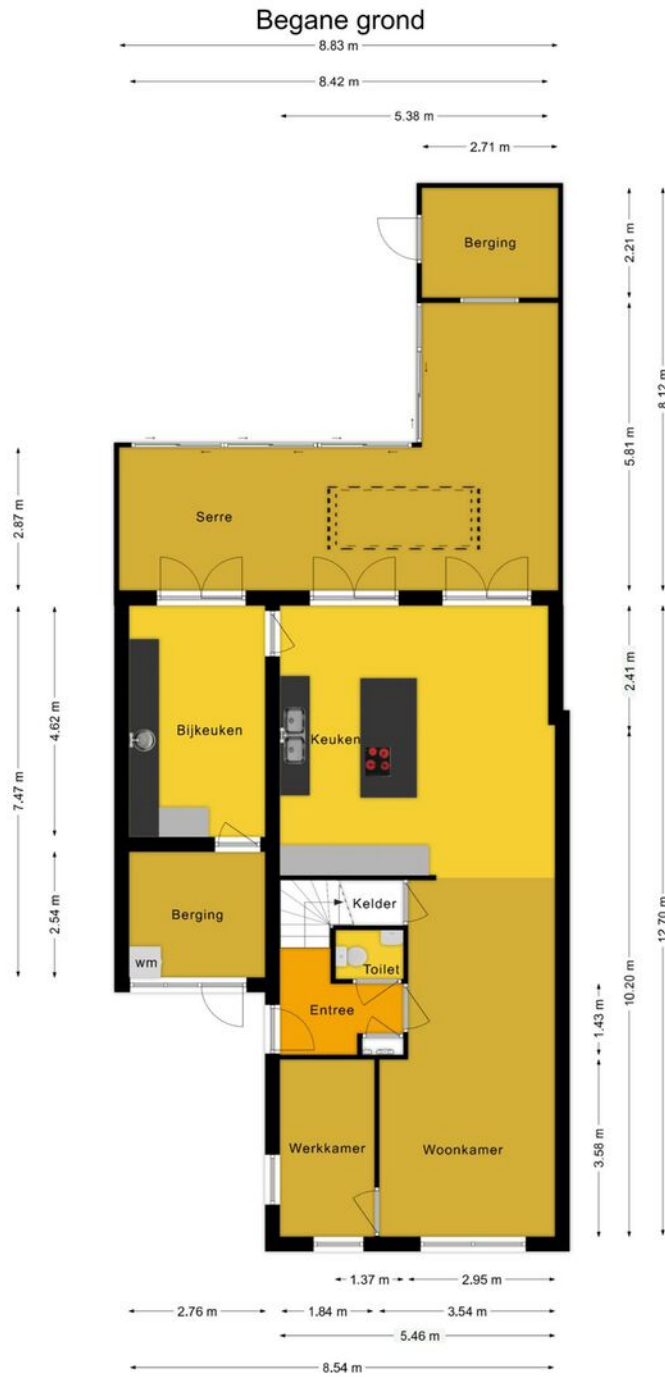 Begane grond
8.83 m
8.42 m
5.38 m
2.71 m
Berging
2.21 m
8.12 m
5.81 m
2.87 m
Serre
2.41 m
4.62 m
7.47 m
Bijkeuken
Keuken
2.54 m
Berging
Kelder
wm
Toilet
10.20 m
12.70 m
Entree
1.43 m
Werkkamer
Woonkamer
3.58 m
1.37 m
2.95 m
2.76 m
1.84 m
3.54 m
5.46 m
8.54 m